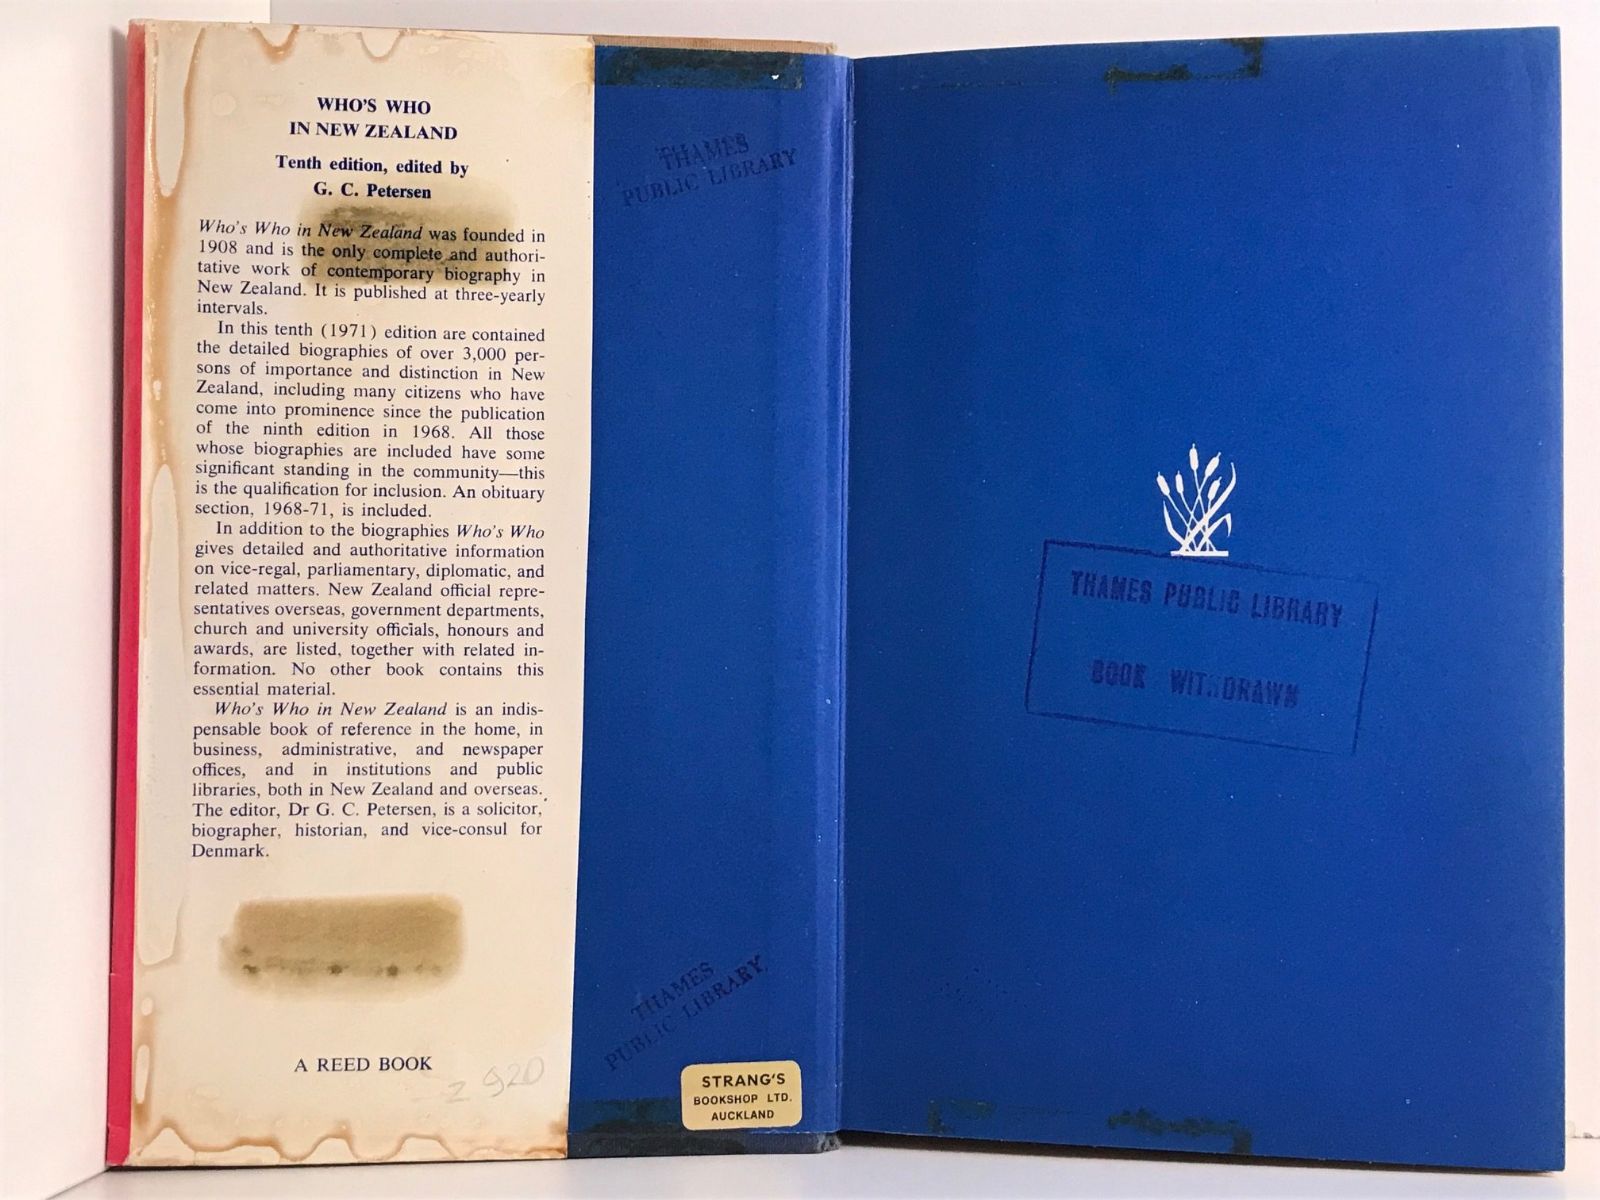 WHO'S WHO
IN NEW ZEALAND
Tenth edition, edited by
G. C. Petersen
Who's Who in New Zealand was founded in
1908 and is the only complete and authori-
tative work of contemporary biography in
New Zealand. It is published at three-yearly
intervals.
In this tenth (1971) edition are contained
the detailed biographies of over 3,000 per-
sons of importance and distinction in New
Zealand, including many citizens who have
come into prominence since the publication
of the ninth edition in 1968. All those
whose biographies are included have some
significant standing in the community—this
is the qualification for inclusion. An obituary
section, 1968-71, is included.
In addition to the biographies Who's Who
gives detailed and authoritative information
on vice-regal, parliamentary, diplomatic, and
related matters. New Zealand official repre-
sentatives overseas, government departments,
church and university officials, honours and
awards, are listed, together with related in-
formation. No other book contains this
essential material.
Who's Who in New Zealand is an indis-
pensable book of reference in the home, in
business, administrative, and newspaper
offices, and in institutions and public
libraries, both in New Zealand and overseas.
The editor, Dr G. C. Petersen, is a solicitor,
biographer, historian, and vice-consul for
Denmark.
A REED BOOK
z 920
THAMES
PUBLIC LIBRARY
THAMES
PUBLIC LIBRARY
STRANG'S
BOOKSHOP LTD.
AUCKLAND
THAMES PUBLIC LIBRARY
BOOK WITHDRAWN